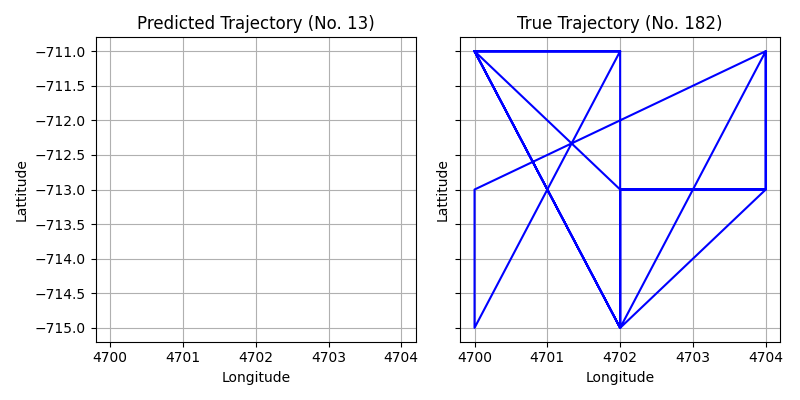 Predicted Trajectory (No. 13)
True Trajectory (No. 182)
Lattitude
−711.0
−711.5
−712.0
−712.5
−713.0
−713.5
−714.0
−714.5
−715.0
4700 4701 4702 4703 4704
Longitude
Lattitude
4700 4701 4702 4703 4704
Longitude